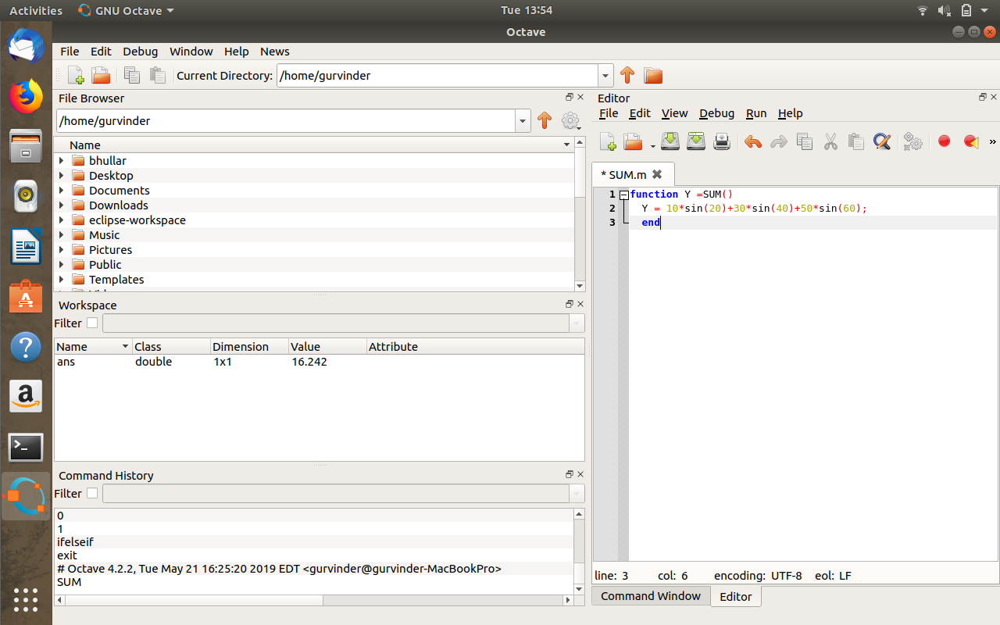 Activities GNU Octave Tue 13:54
Octave
File Edit Debug Window Help News
Current Directory: /home/gurvinder
File Browser
/home/gurvinder
Name
bhullar
Desktop
Documents
Downloads
eclipse-workspace
Music
Pictures
Public
Templates
Workspace
Filter
Name Class Dimension Value Attribute
ans double 1x1 16.242
Command History
Filter
0
1
ifelseif
exit
# Octave 4.2.2, Tue May 21 16:25:20 2019 EDT <gurvinder@gurvinder-MacBookPro>
SUM
Editor
File Edit View Debug Run Help
»
* SUM.m
1 function Y =SUM()
2 Y = 10*sin(20)+30*sin(40)+50*sin(60);
3 end
line: 3 col: 6 encoding: UTF-8 eol: LF
Command Window Editor